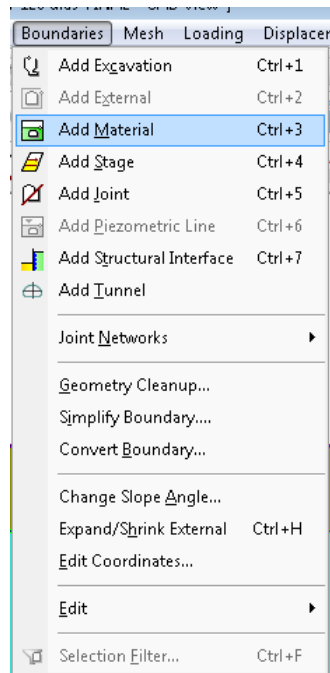 Boundaries Mesh Loading Displacer
Add Excavation Ctrl+1
Add External Ctrl+2
Add Material Ctrl+3
Add Stage Ctrl+4
Add Joint Ctrl+5
Add Piezometric Line Ctrl+6
Add Structural Interface Ctrl+7
Add Tunnel
Joint Networks
Geometry Cleanup...
Simplify Boundary....
Convert Boundary...
Change Slope Angle...
Expand/Shrink External Ctrl+H
Edit Coordinates...
Edit
Selection Filter... Ctrl+F